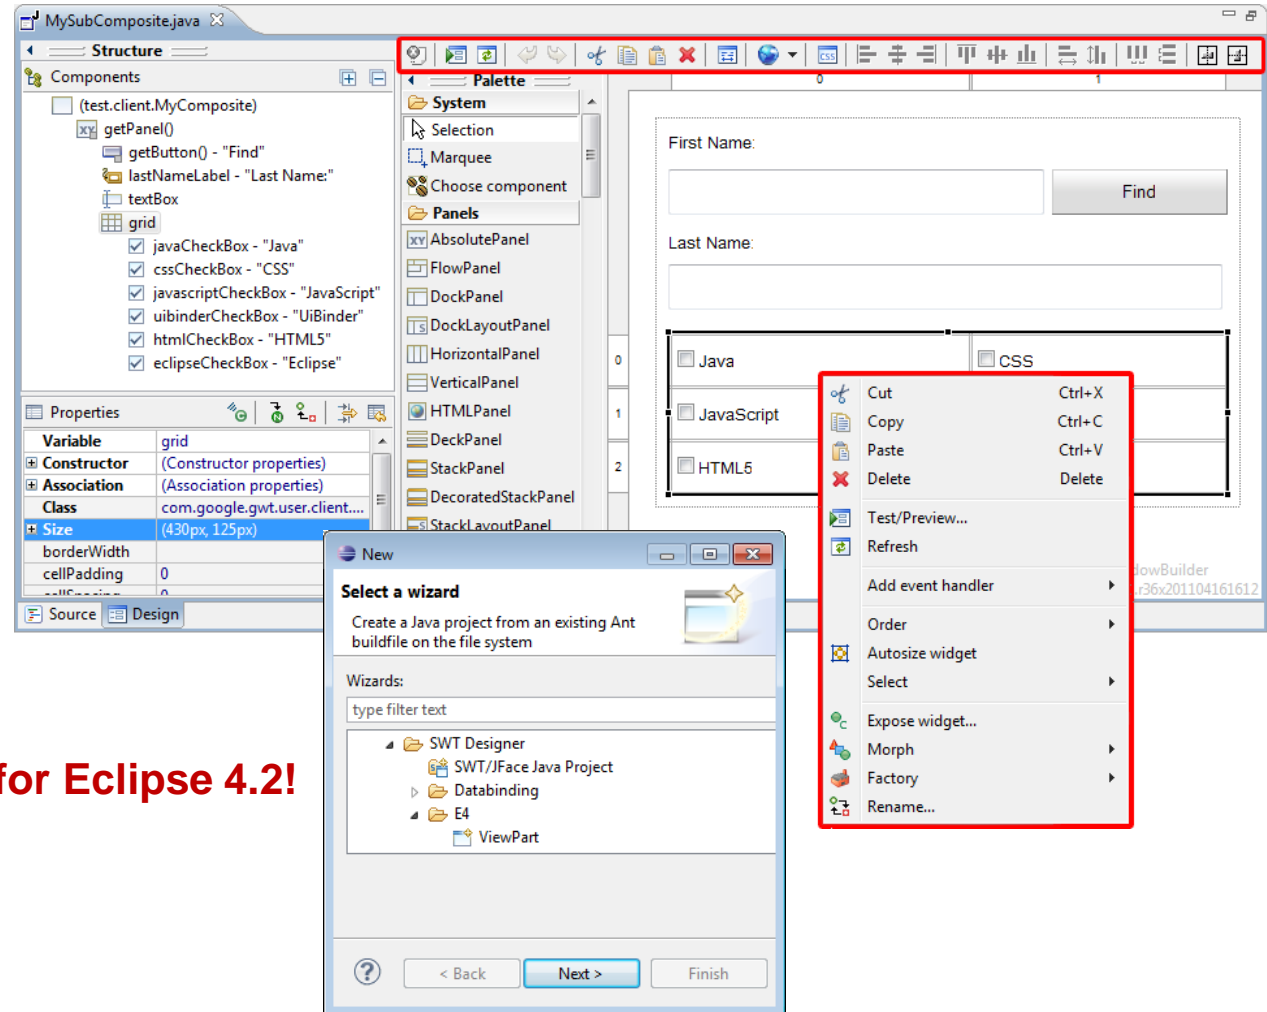 MySubComposite.java
Structure
Components
(test.client.MyComposite)
getPanel()
getButton() - "Find"
lastNameLabel - "Last Name:"
textBox
grid
javaCheckBox - "Java"
cssCheckBox - "CSS"
javascriptCheckBox - "JavaScript"
uibinderCheckBox - "UiBinder"
htmlCheckBox - "HTML5"
eclipseCheckBox - "Eclipse"
Properties
Variable grid
Constructor (Constructor properties)
Association (Association properties)
Class com.google.gwt.user.client....
Size (430px, 125px)
borderWidth
cellPadding 0
cellSpacing 0
Source Design
CSS
Palette
System
Selection
Marquee
Choose component
Panels
AbsolutePanel
FlowPanel
DockPanel
DockLayoutPanel
HorizontalPanel
VerticalPanel
HTMLPanel
DeckPanel
StackPanel
DecoratedStackPanel
StackLayoutPanel
0 1
First Name:
Find
Last Name:
0
1
2
Java
CSS
JavaScript
HTML5
dowBuilder
.r36x201104161612
Cut Ctrl+X
Copy Ctrl+C
Paste Ctrl+V
Delete Delete
Test/Preview...
Refresh
Add event handler
Order
Autosize widget
Select
Expose widget...
Morph
Factory
Rename...
New
Select a wizard
Create a Java project from an existing Ant
buildfile on the file system
Wizards:
type filter text
SWT Designer
SWT/JFace Java Project
Databinding
E4
ViewPart
< Back Next > Finish
for Eclipse 4.2!